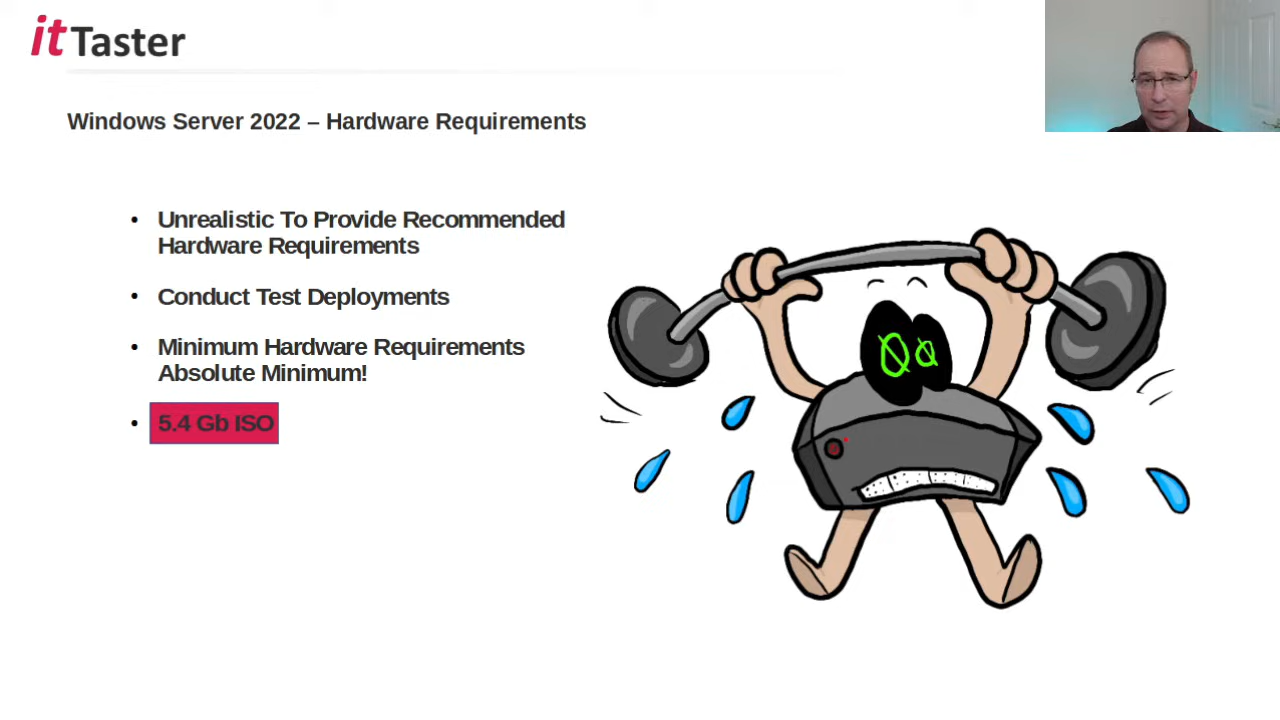 itTaster
Windows Server 2022 – Hardware Requirements
• Unrealistic To Provide Recommended
Hardware Requirements
• Conduct Test Deployments
• Minimum Hardware Requirements
Absolute Minimum!
• 5.4 Gb ISO